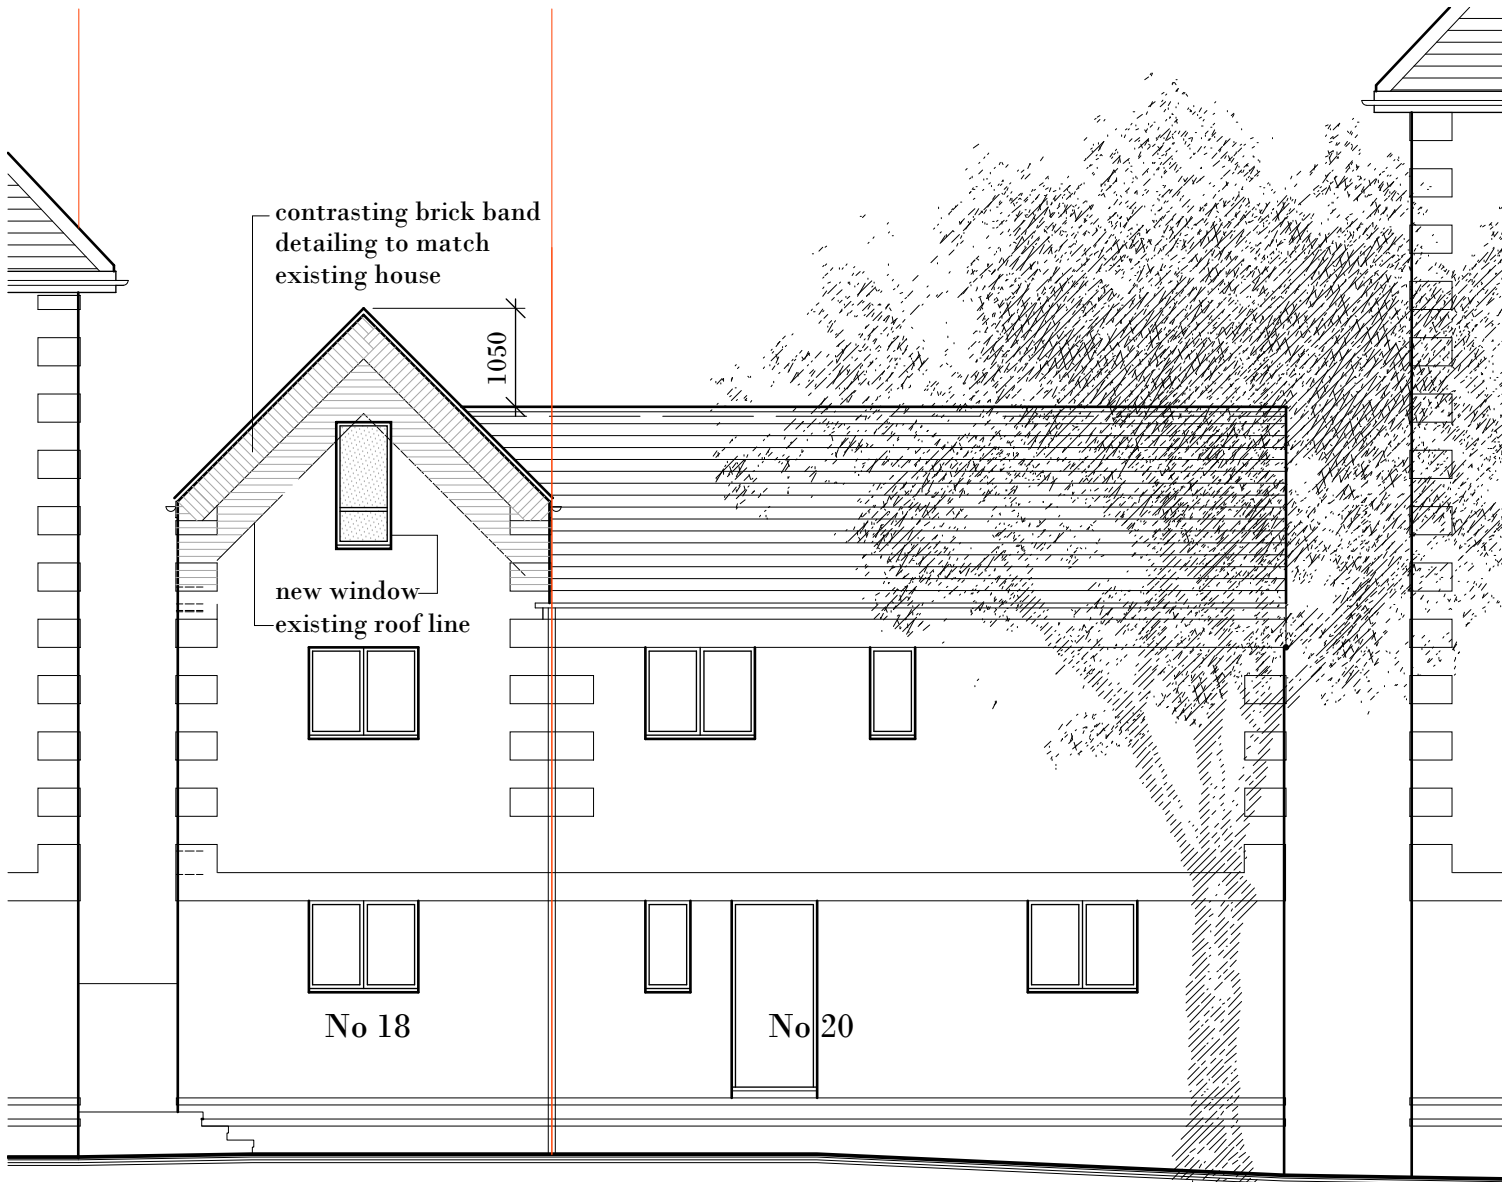 contrasting brick band
detailing to match
existing house
1050
new window
existing roof line
No 18
No 20